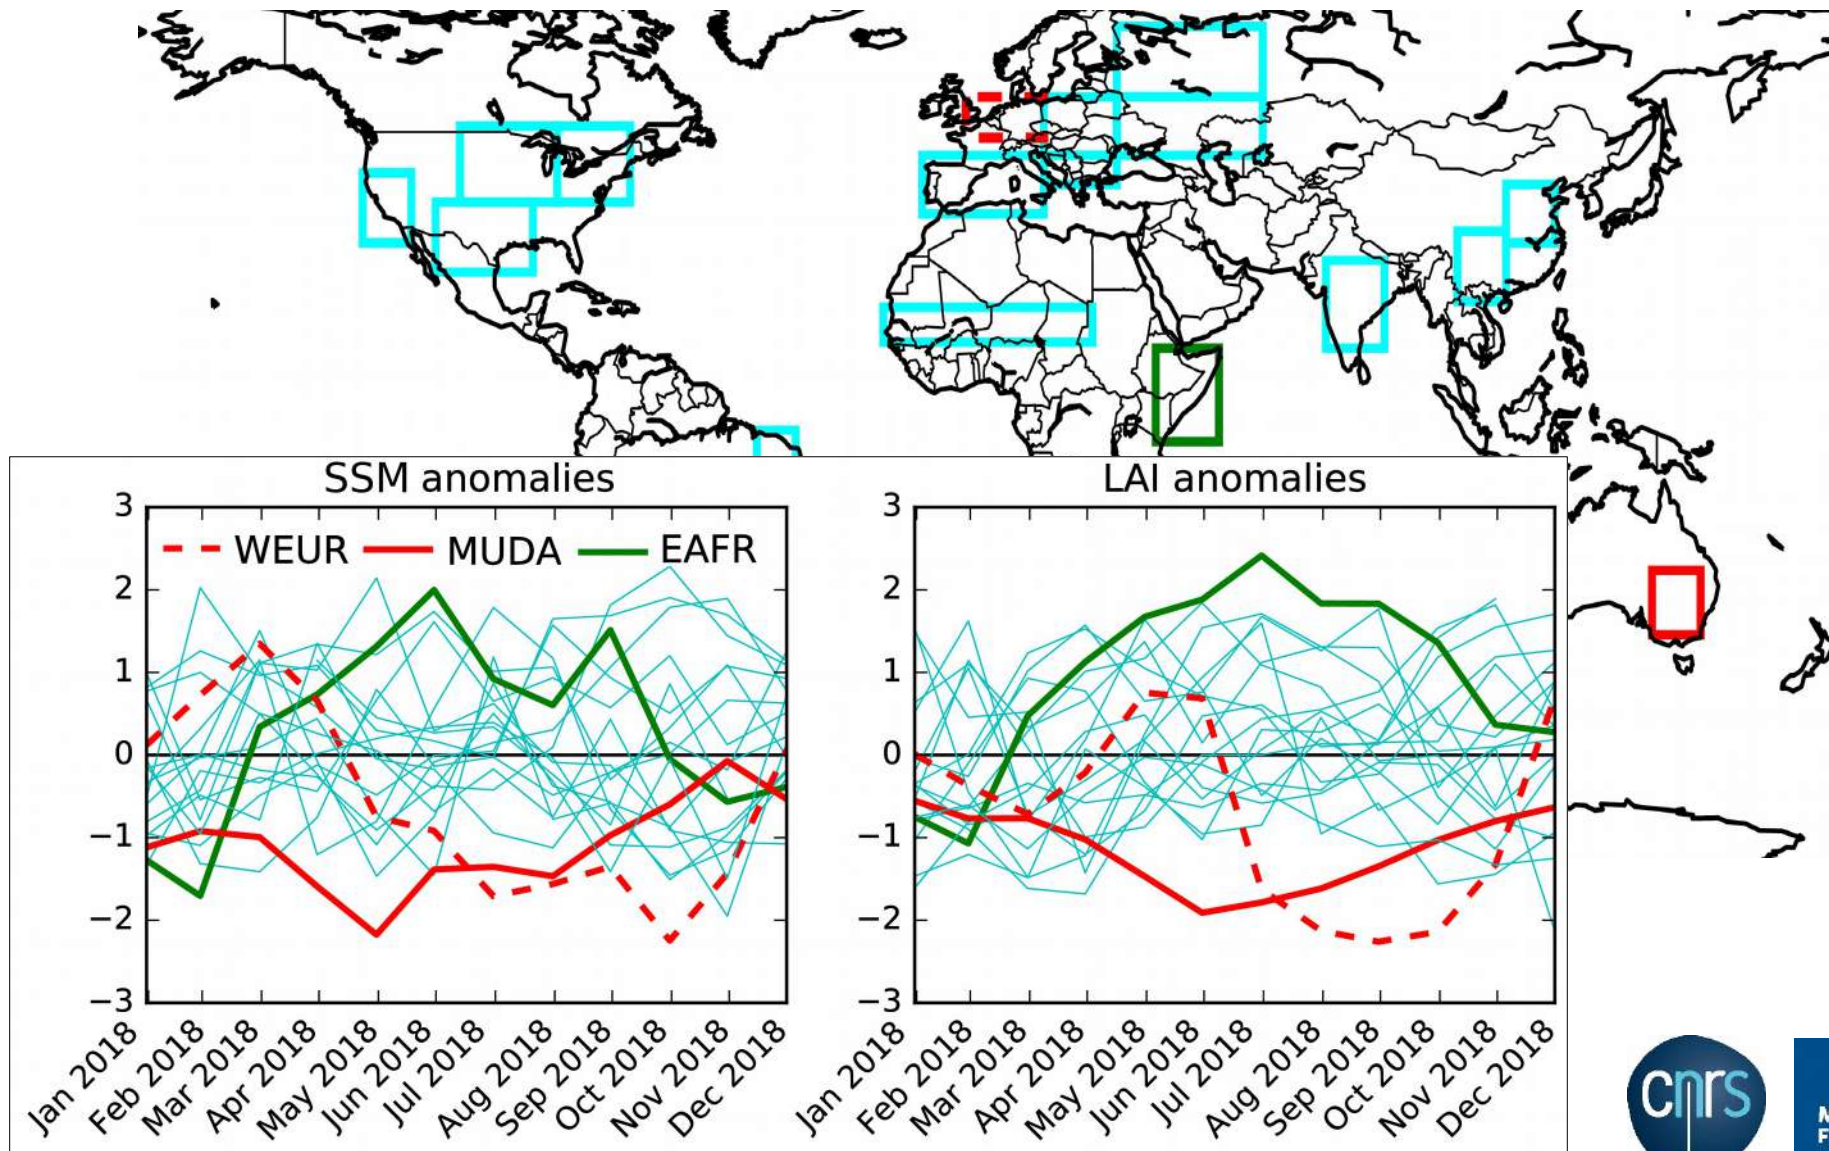 SSM anomalies
LAI anomalies
WEUR MUDA EAFR
3
2
1
0
−1
−2
−3
3
2
1
0
−1
−2
−3
Jan 2018
Feb 2018
Mar 2018
Apr 2018
May 2018
Jun 2018
Jul 2018
Aug 2018
Sep 2018
Oct 2018
Nov 2018
Dec 2018
Jan 2018
Feb 2018
Mar 2018
Apr 2018
May 2018
Jun 2018
Jul 2018
Aug 2018
Sep 2018
Oct 2018
Nov 2018
Dec 2018
cnrs